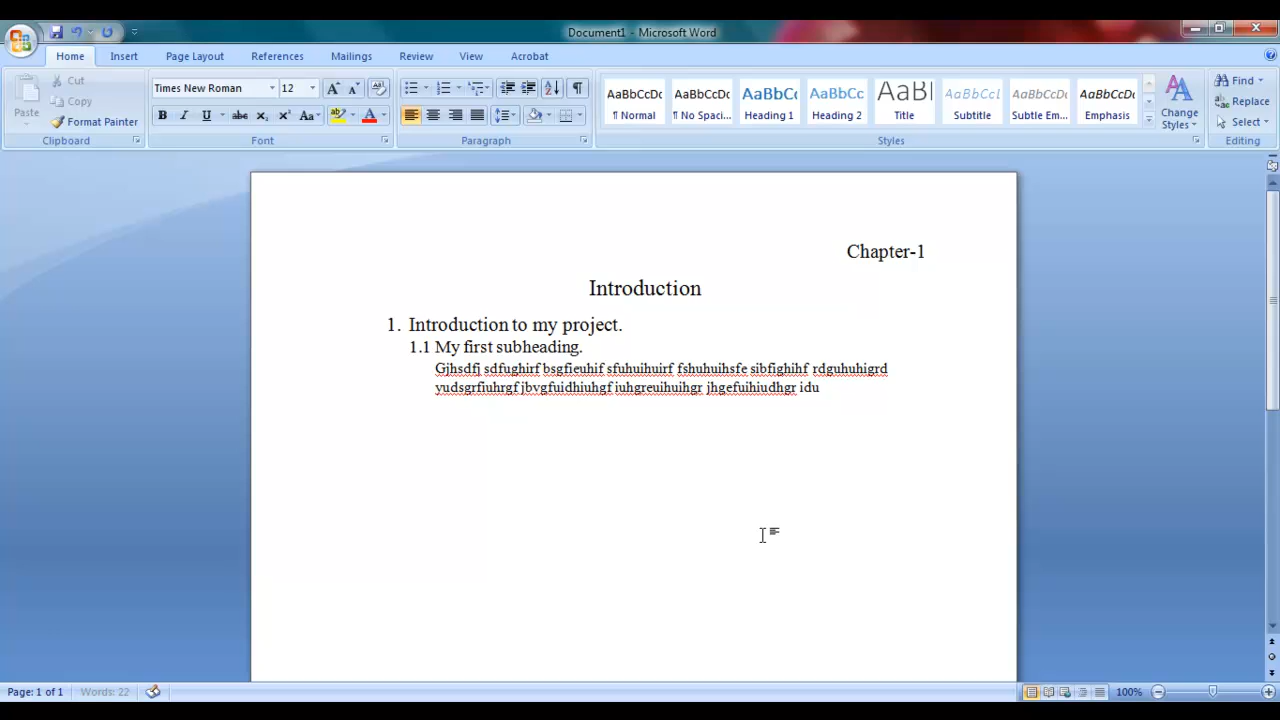 Document1 - Microsoft Word
Home Insert Page Layout References Mailings Review View Acrobat
Paste
Cut
Copy
Format Painter
Clipboard
Times New Roman 12
Font
Paragraph
AaBbCcDc AaBbCcDc AaBbC AaBbCc AaBI AaBbCcl AaBbCcDc AaBbCcDc
¶ Normal ¶ No Spaci... Heading 1 Heading 2 Title Subtitle Subtle Em... Emphasis
Change Styles
Styles
Find
Replace
Select
Editing
Chapter-1
Introduction
1. Introduction to my project.
1.1 My first subheading.
Gjhsdfj sdfughirf bsgfieuhif sfuhuihuirf fshuhuihsfe sibfighihf rdguhuhigrd
yudsgrfiuhrgf jbvgfuidhiuhgf iuhgreuihuihgr jhgefuihiudhgr idu
Page: 1 of 1 Words: 22 100%